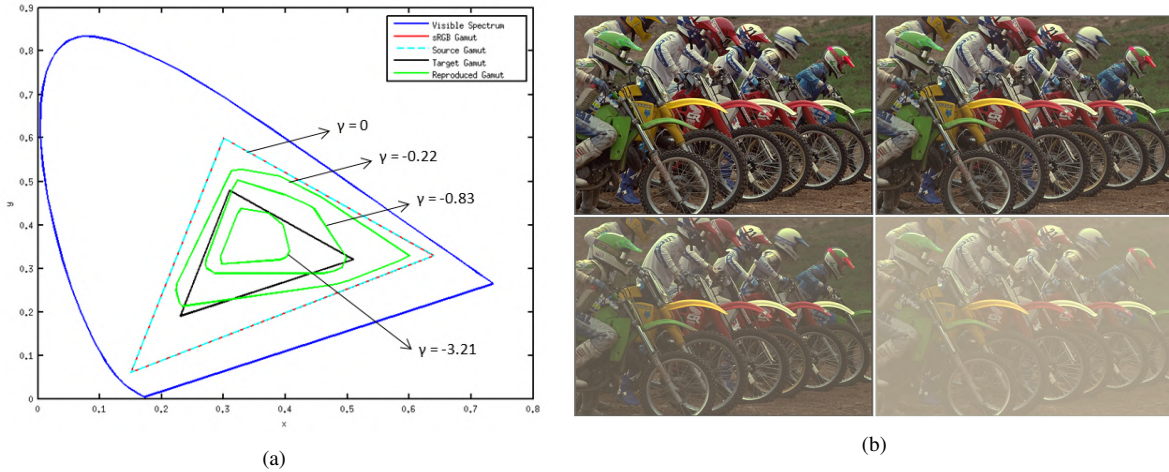 0.9
0.8
0.7
0.6
0.5
0.4
0.3
0.2
0.1
0
y
0 0.1 0.2 0.3 0.4 0.5 0.6 0.7 0.8
x
Visible Spectrum
sRGB Gamut
Source Gamut
Target Gamut
Reproduced Gamut
γ = 0
γ = -0.22
γ = -0.83
γ = -3.21
(a)
(b)